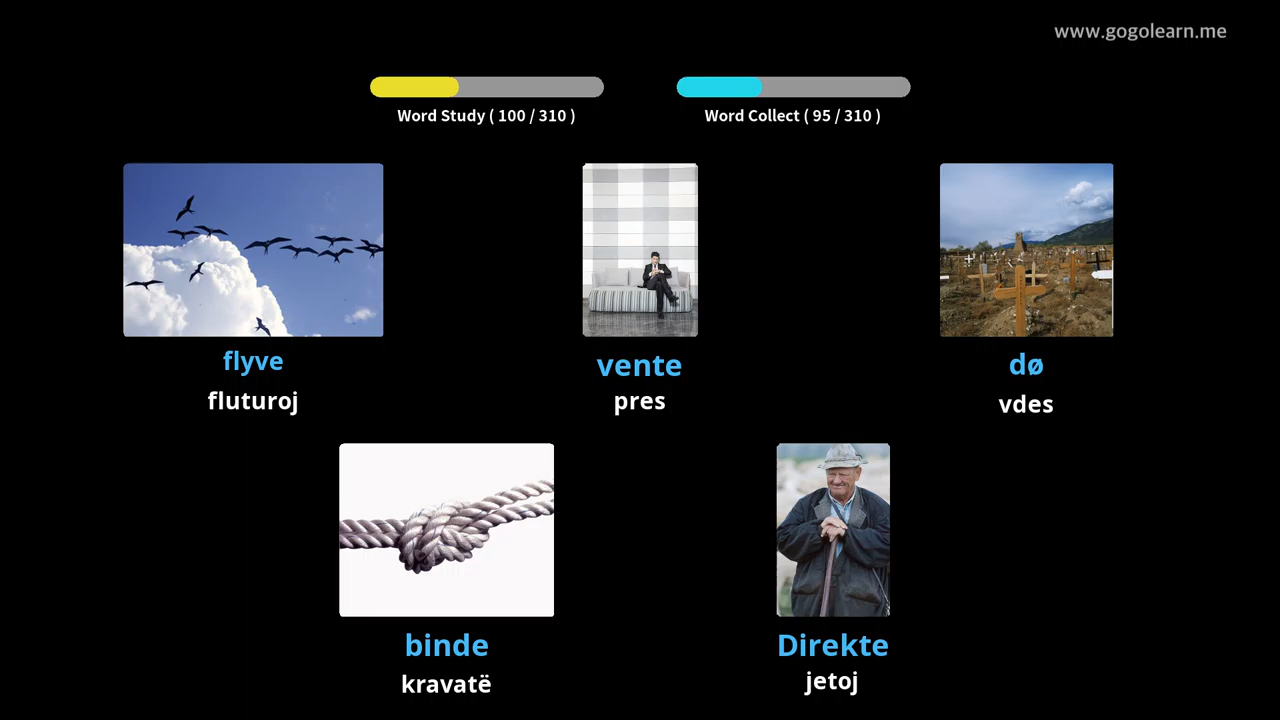 www.gogolearn.me
Word Study ( 100 / 310 )
Word Collect ( 95 / 310 )
flyve
fluturoj
vente
pres
dø
vdes
binde
kravatë
Direkte
jetoj